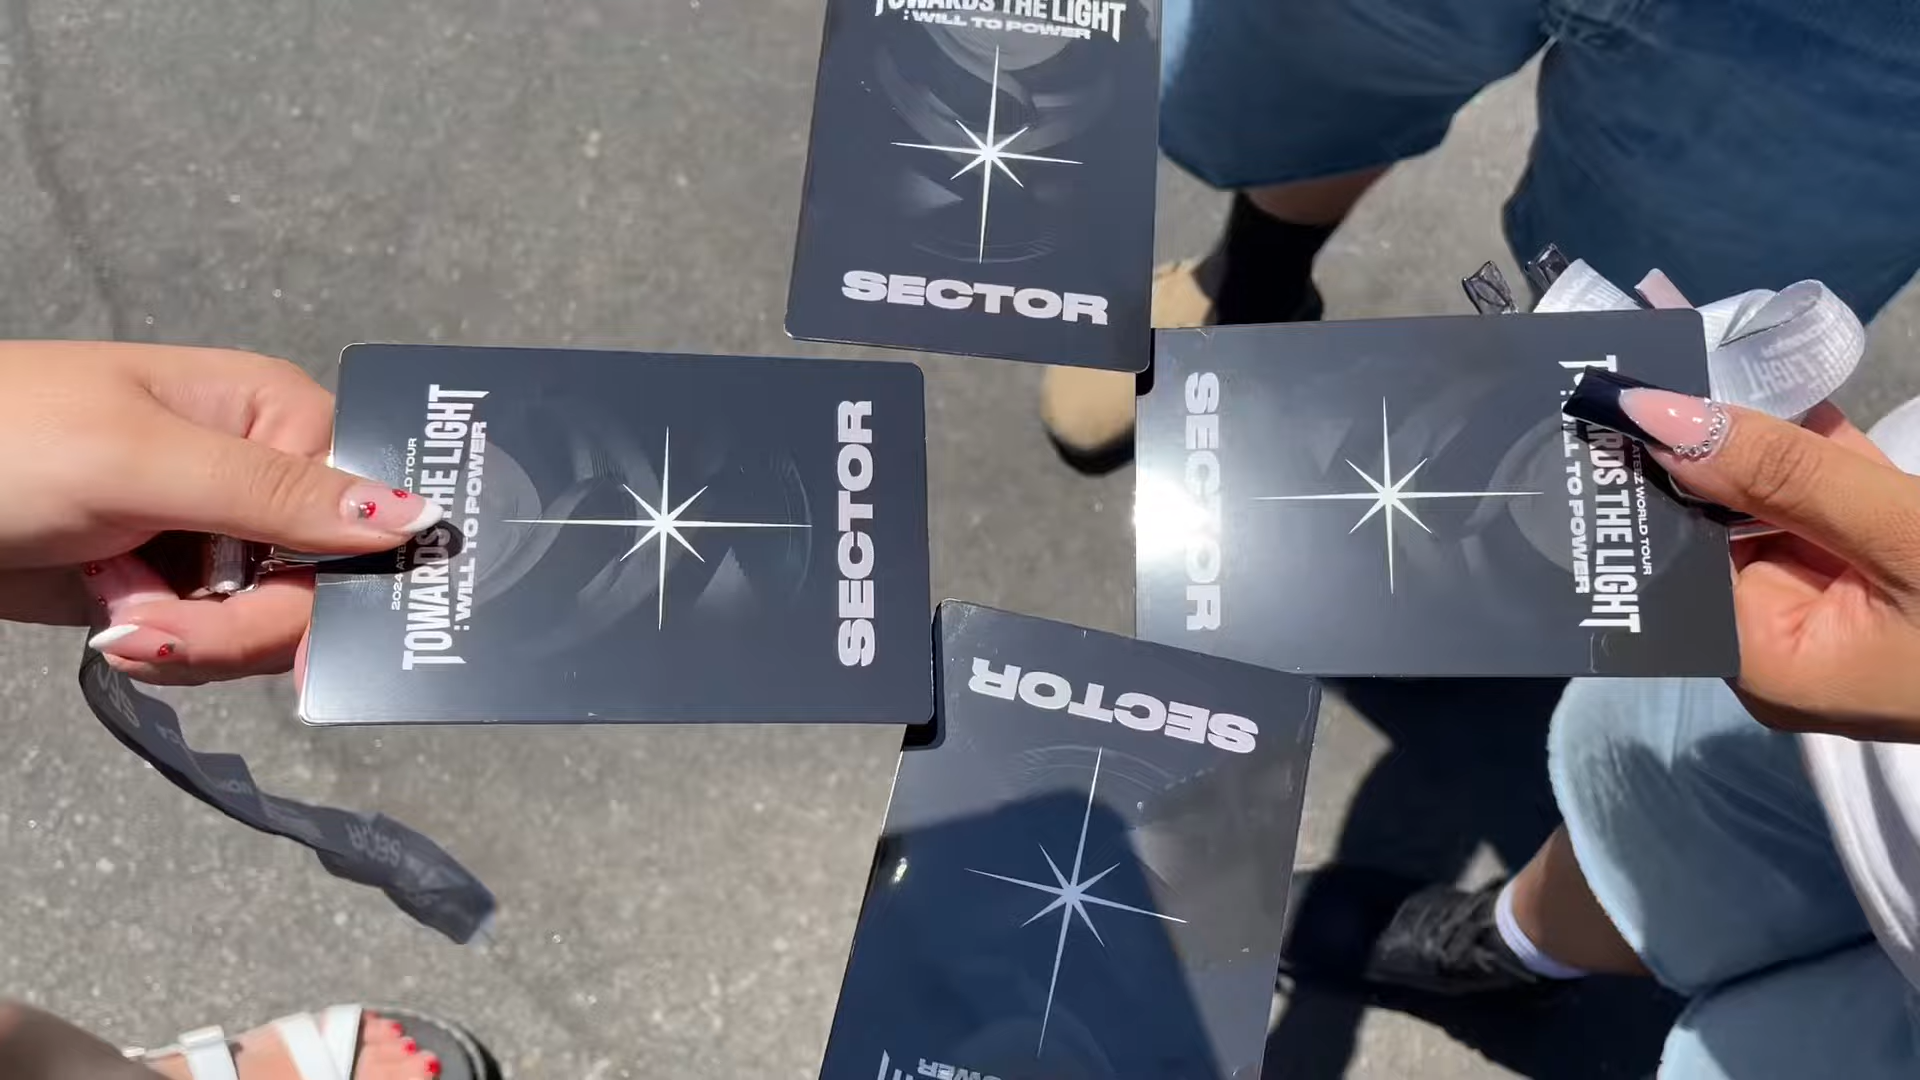 TOWARDS THE LIGHT
: WILL TO POWER
SECTOR
2024 ATEEZ WORLD TOUR
TOWARDS THE LIGHT
: WILL TO POWER
SECTOR
ATEEZ WORLD TOUR
TOWARDS THE LIGHT
: WILL TO POWER
SECTOR
SECTOR
POWER